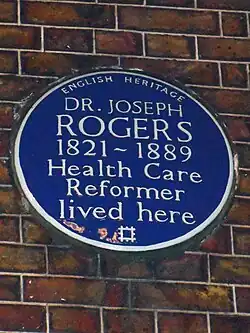 ENGLISH HERITAGE
DR. JOSEPH
ROGERS
1821~1889
Health Care
Reformer
lived here